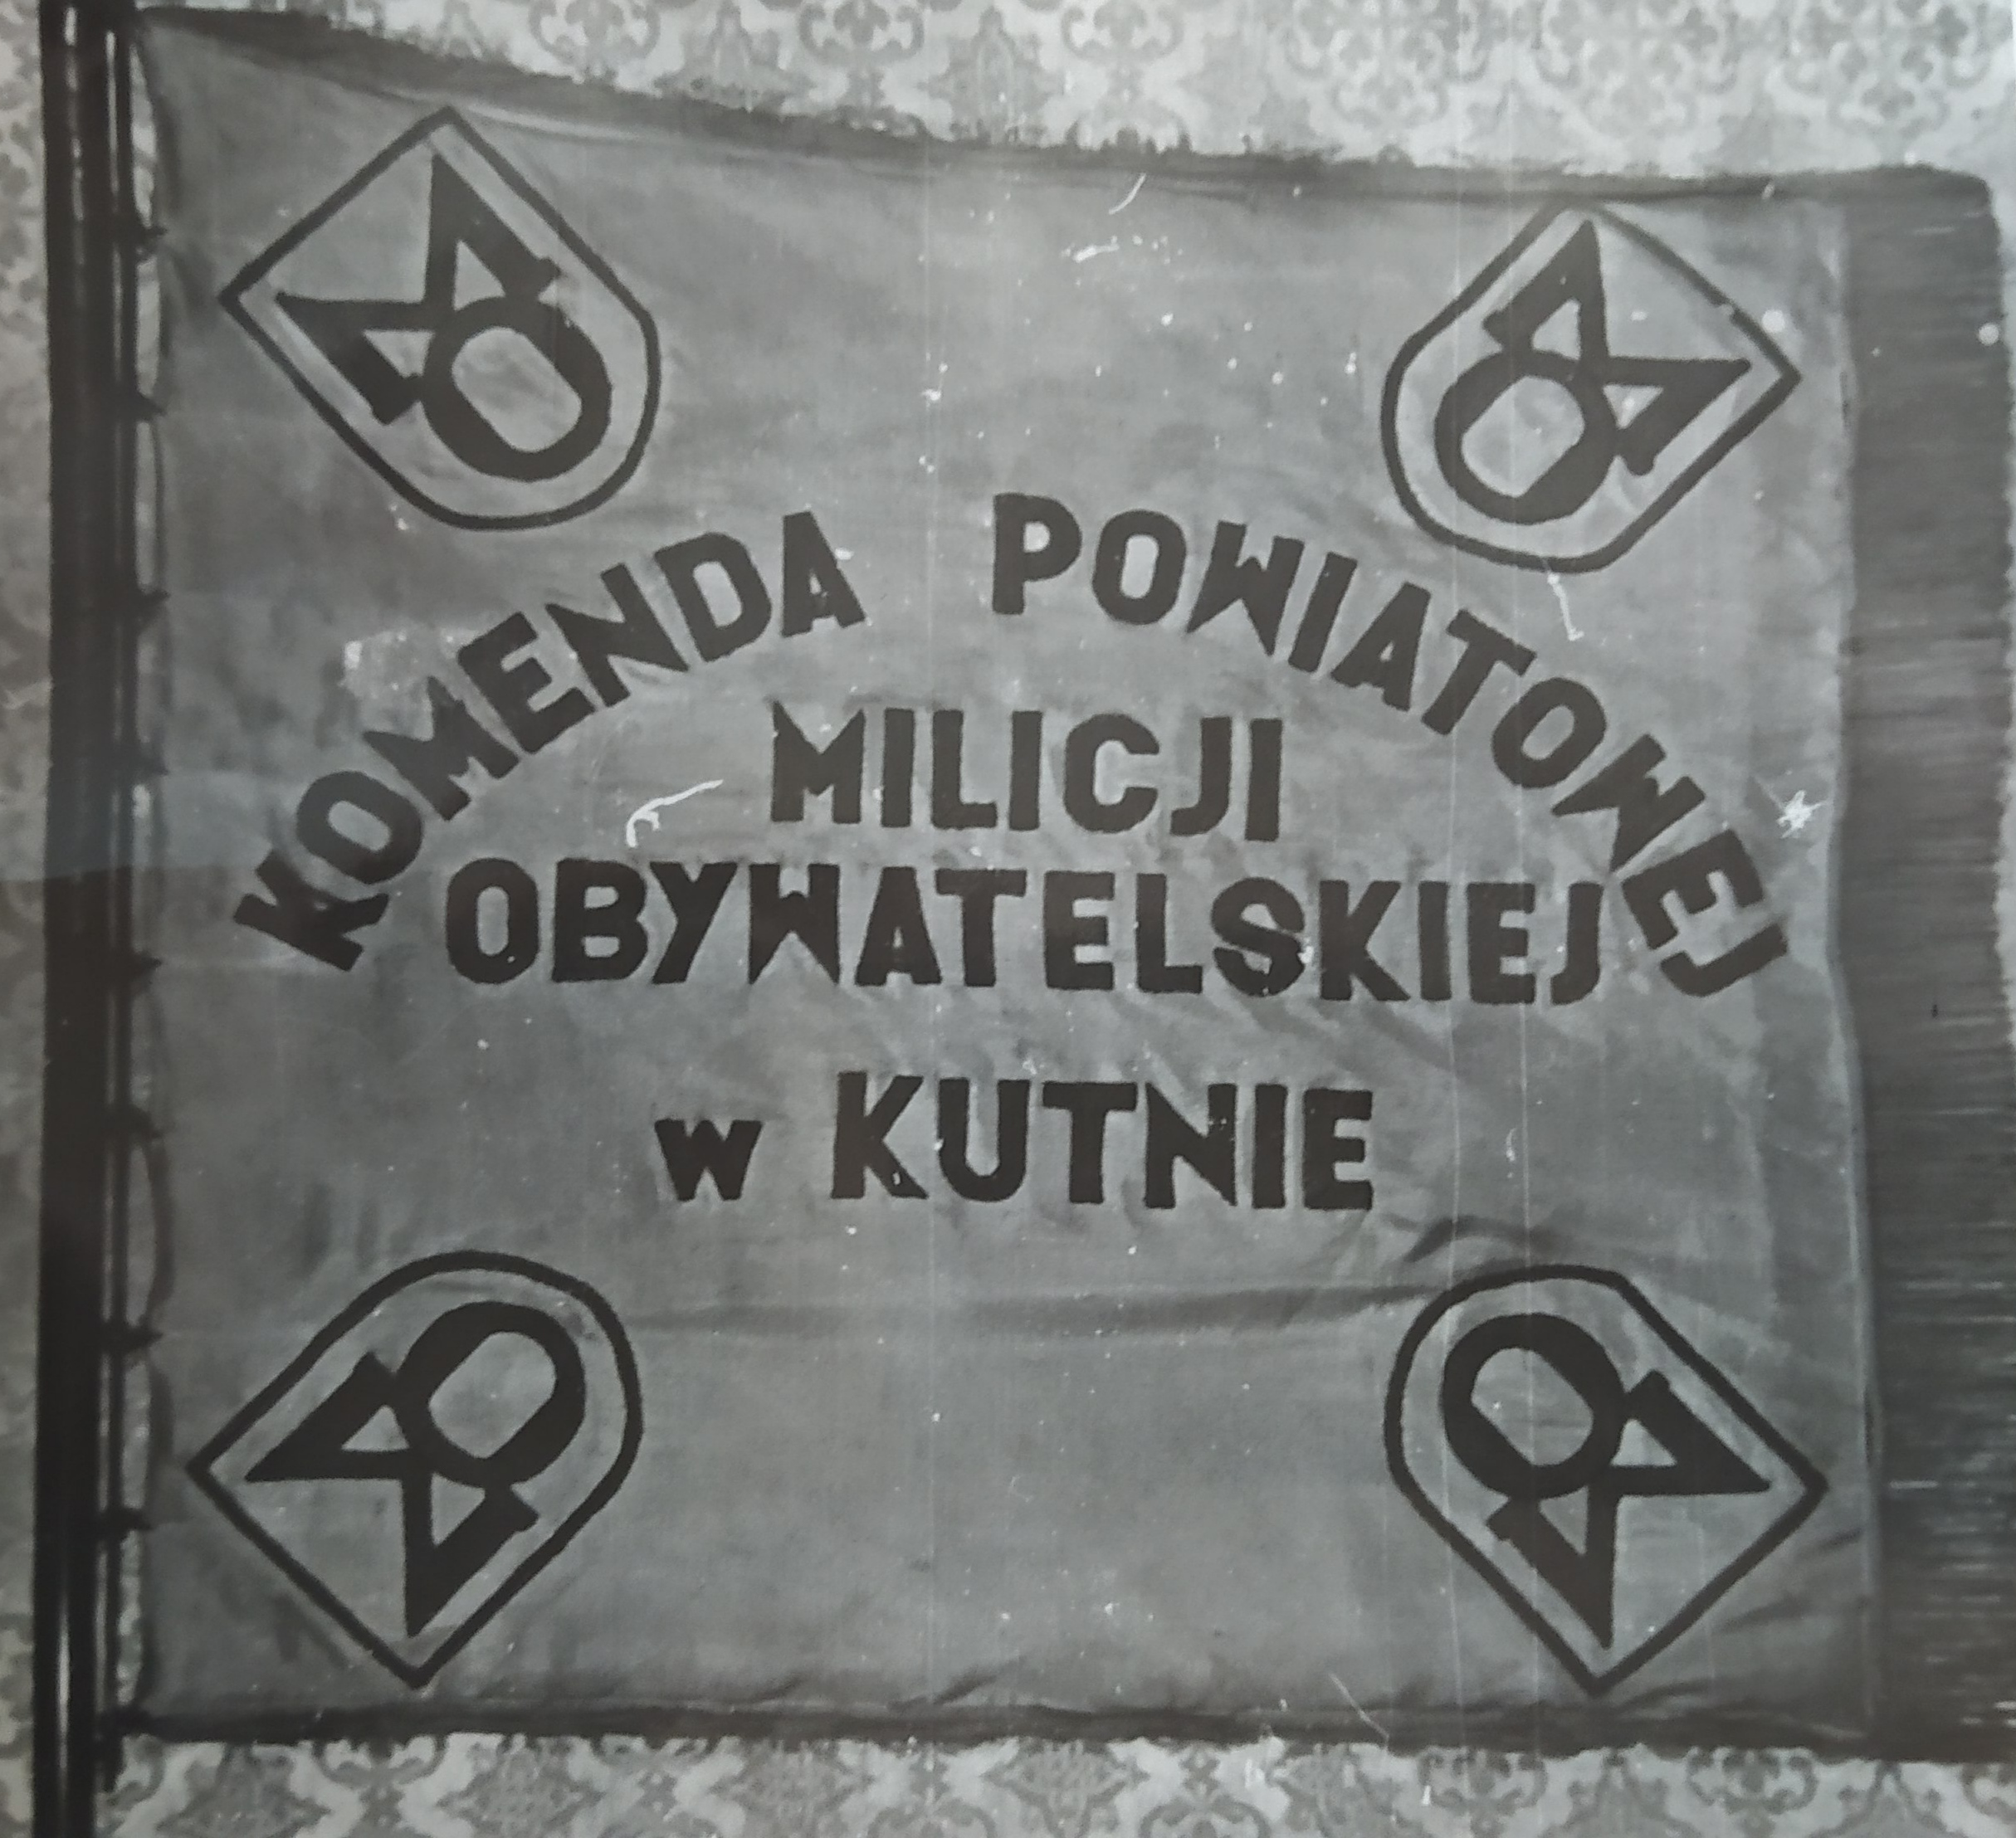 KOMENDA POWIATOWEJ
MILICJI
OBYWATELSKIEJ
w KUTNIE